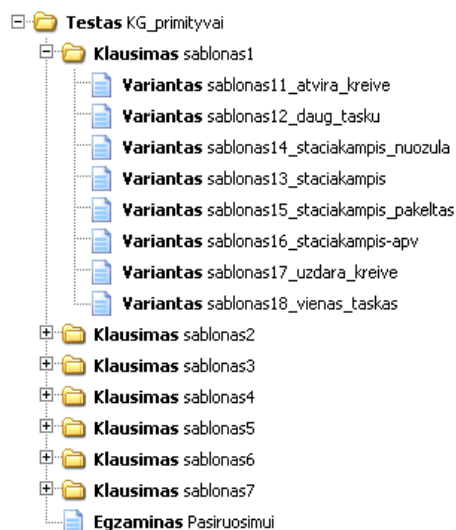 Testas KG_primityvai
Klausimas sablonas1
Variantas sablonas11_atvira_kreive
Variantas sablonas12_daug_tasku
Variantas sablonas14_staciakampis_nuozula
Variantas sablonas13_staciakampis
Variantas sablonas15_staciakampis_pakeltas
Variantas sablonas16_staciakampis-apv
Variantas sablonas17_uzdara_kreive
Variantas sablonas18_vienas_taskas
Klausimas sablonas2
Klausimas sablonas3
Klausimas sablonas4
Klausimas sablonas5
Klausimas sablonas6
Klausimas sablonas7
Egzaminas Pasiruosimui